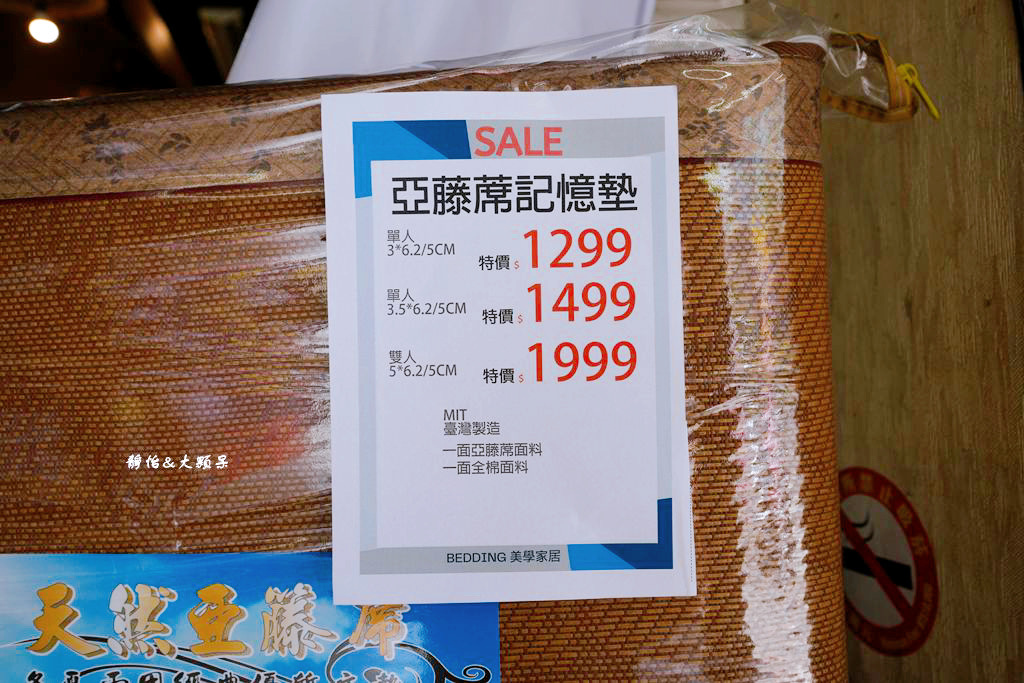 SALE
亞藤蓆記憶墊
單人
3*6.2/5CM 特價$1299
單人
3.5*6.2/5CM 特價$1499
雙人
5*6.2/5CM 特價$1999
MIT
臺灣製造
一面亞藤蓆面料
一面全棉面料
BEDDING 美學家居
靜怡&大顆呆
天然亞藤蓆